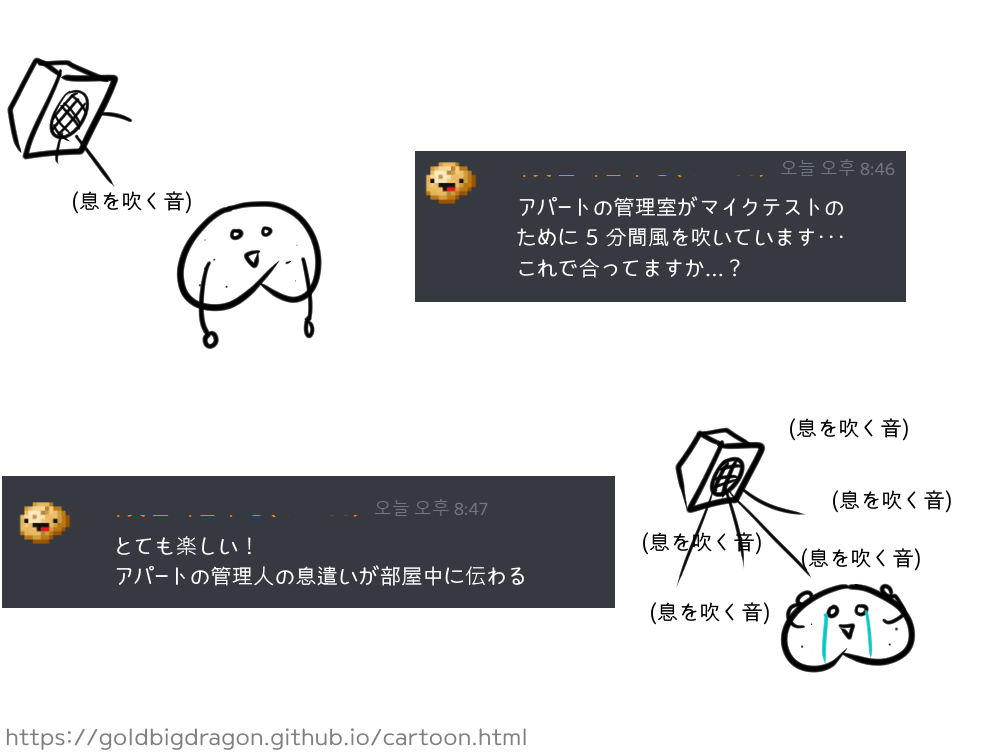 (息を吹く音)
오늘 오후 8:46
アパートの管理室がマイクテストの
ために 5 分間風を吹いています･･･
これで合ってますか...？
(息を吹く音)
(息を吹く音)
(息を吹く音)
(息を吹く音)
(息を吹く音)
오늘 오후 8:47
とても楽しい！
アパートの管理人の息遣いが部屋中に伝わる
https://goldbigdragon.github.io/cartoon.html